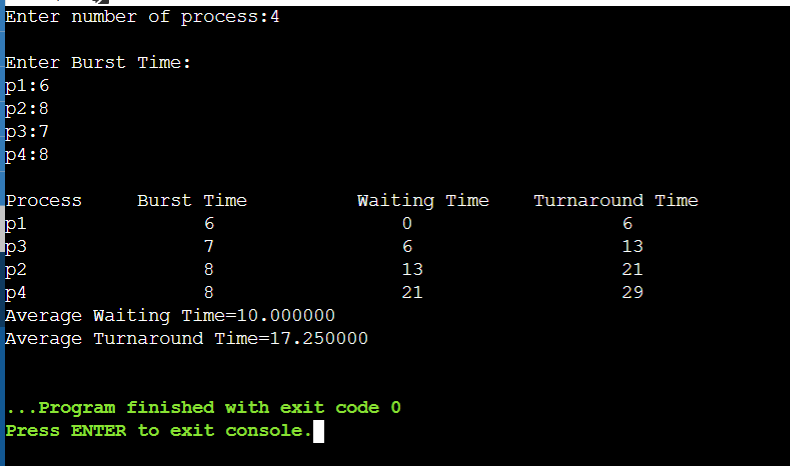 Enter number of process:4
Enter Burst Time:
p1:6
p2:8
p3:7
p4:8
Process Burst Time Waiting Time Turnaround Time
p1 6 0 6
p3 7 6 13
p2 8 13 21
p4 8 21 29
Average Waiting Time=10.000000
Average Turnaround Time=17.250000
...Program finished with exit code 0
Press ENTER to exit console.